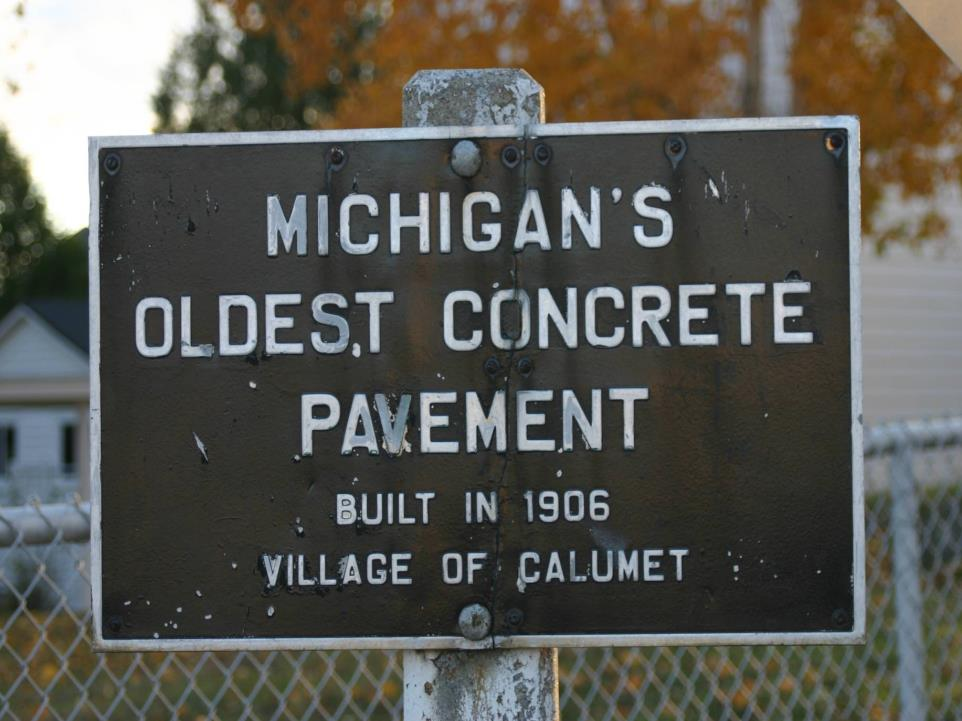 MICHIGAN'S
OLDEST CONCRETE
PAVEMENT
BUILT IN 1906
VILLAGE OF CALUMET